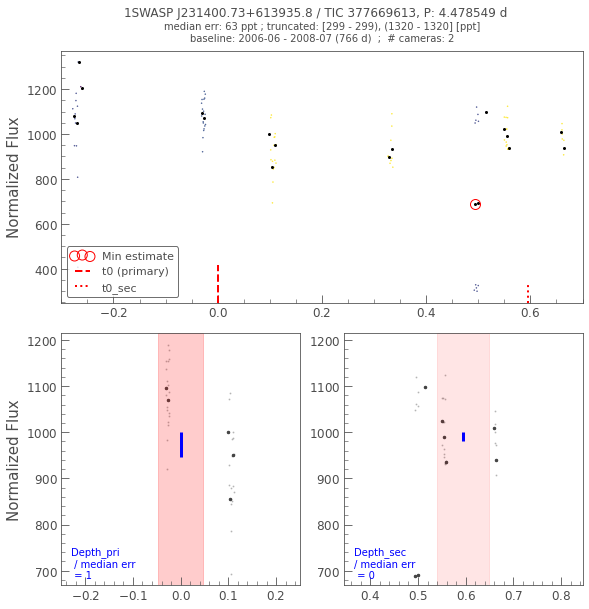 1SWASP J231400.73+613935.8 / TIC 377669613, P: 4.478549 d
median err: 63 ppt ; truncated: [299 - 299), (1320 - 1320] [ppt]
baseline: 2006-06 - 2008-07 (766 d)  ;  # cameras: 2
Normalized Flux
1200
1000
800
600
400
Min estimate
t0 (primary)
t0_sec
−0.2
0.0
0.2
0.4
0.6
Normalized Flux
1200
1100
1000
900
800
700
Depth_pri
/ median err
= 1
−0.2
−0.1
0.0
0.1
0.2
1200
1100
1000
900
800
700
Depth_sec
/ median err
= 0
0.4
0.5
0.6
0.7
0.8